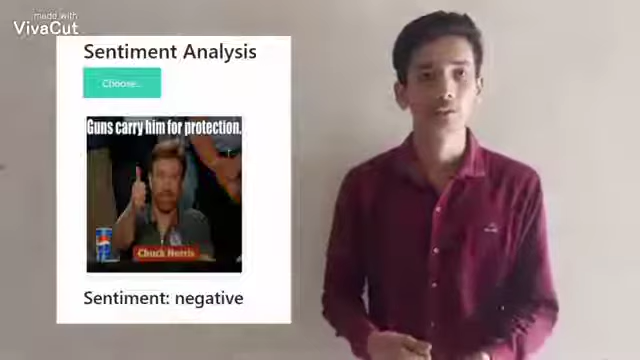 made with
VivaCut
Sentiment Analysis
Choose...
Guns carry him for protection.
Chuck Norris
Sentiment: negative